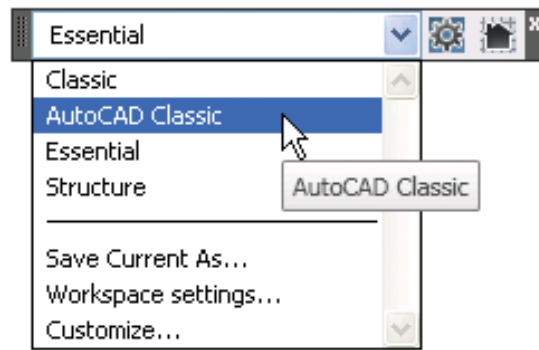 Essential
Classic
AutoCAD Classic
Essential
Structure
AutoCAD Classic
Save Current As...
Workspace settings...
Customize...